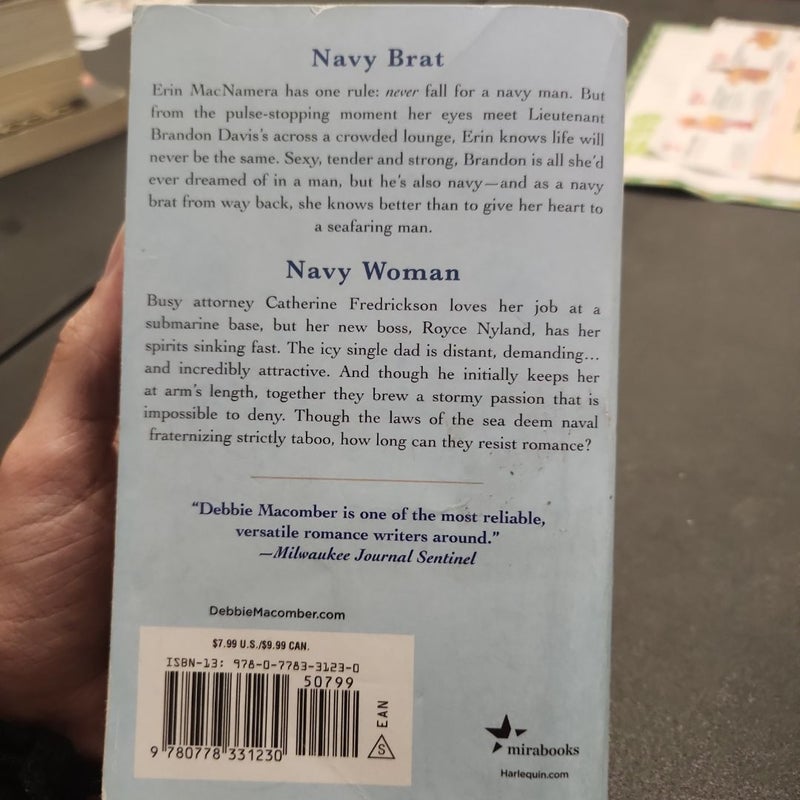 Navy Brat
Erin MacNamera has one rule: never fall for a navy man. But
from the pulse-stopping moment her eyes meet Lieutenant
Brandon Davis's across a crowded lounge, Erin knows life will
never be the same. Sexy, tender and strong, Brandon is all she'd
ever dreamed of in a man, but he's also navy—and as a navy
brat from way back, she knows better than to give her heart to
a seafaring man.
Navy Woman
Busy attorney Catherine Fredrickson loves her job at a
submarine base, but her new boss, Royce Nyland, has her
spirits sinking fast. The icy single dad is distant, demanding...
and incredibly attractive. And though he initially keeps her
at arm's length, together they brew a stormy passion that is
impossible to deny. Though the laws of the sea deem naval
fraternizing strictly taboo, how long can they resist romance?
"Debbie Macomber is one of the most reliable,
versatile romance writers around."
—Milwaukee Journal Sentinel
DebbieMacomber.com
$7.99 U.S./$9.99 CAN.
ISBN-13: 978-0-7783-3123-0
50799
EAN
S
9 780778 331230
mirabooks
Harlequin.com